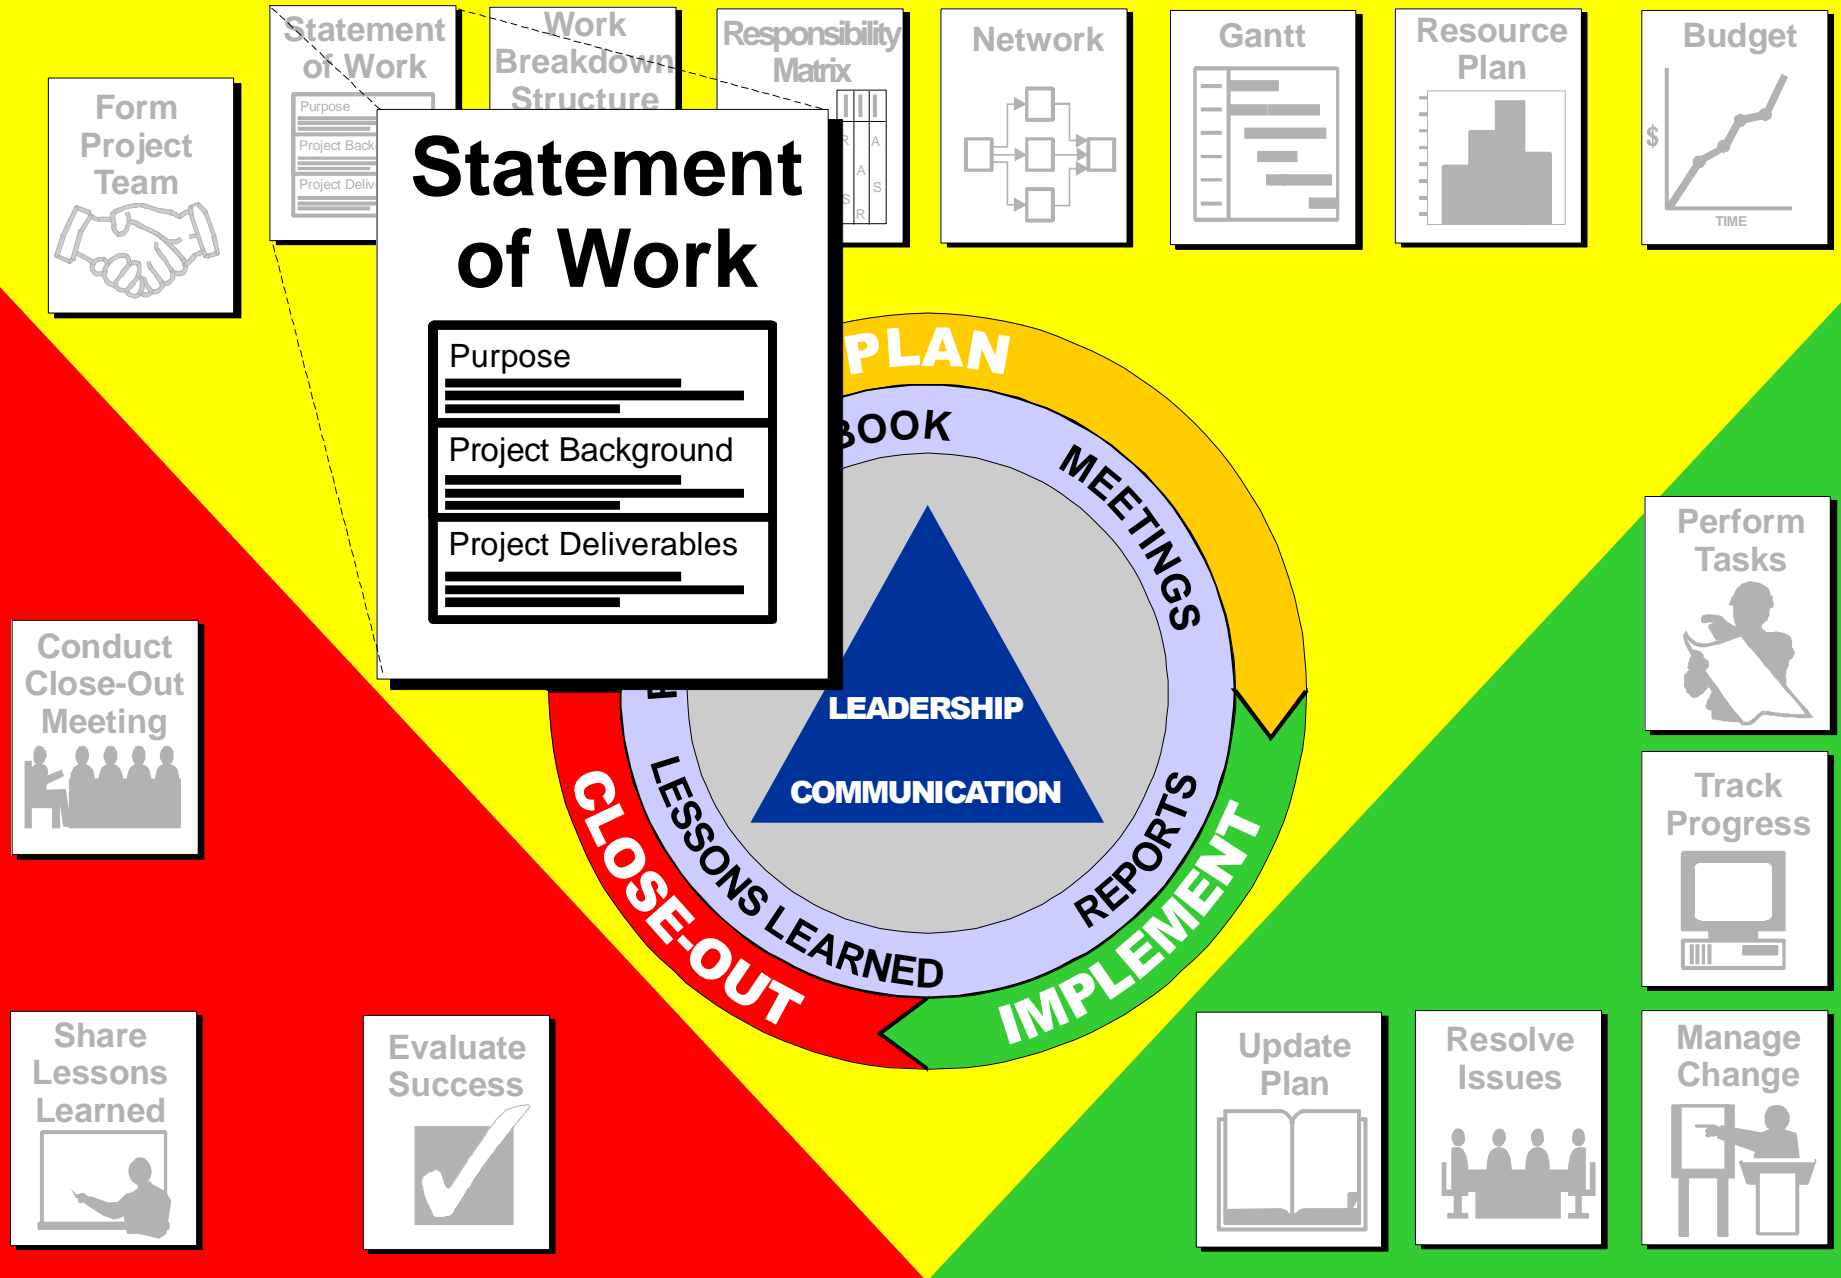 Form
Project
Team
Statement
of Work
Purpose
Project Back
Project Deliv
Work
Breakdown
Structure
Responsibility
Matrix
R
A
A
S
S
R
Network
Gantt
Resource
Plan
Budget
$
TIME
Statement
of Work
Purpose
Project Background
Project Deliverables
PLAN
BOOK
MEETINGS
LEADERSHIP
COMMUNICATION
REPORTS
LESSONS LEARNED
IMPLEMENT
CLOSE-OUT
Perform
Tasks
Track
Progress
Manage
Change
Resolve
Issues
Update
Plan
Evaluate
Success
Share
Lessons
Learned
Conduct
Close-Out
Meeting